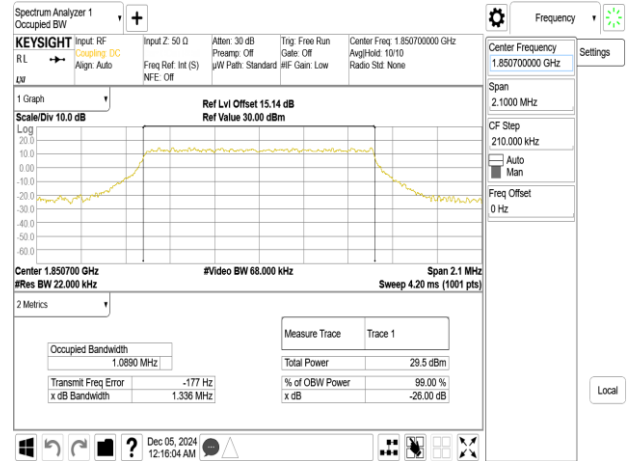 Spectrum Analyzer 1
Occupied BW
Frequency
KEYSIGHT Input: RF Input Z: 50 Ω Atten: 30 dB Trig: Free Run Center Freq: 1.850700000 GHz
RL Coupling: DC Preamp: Off Gate: Off Avg|Hold: 10/10
Align: Auto Freq Ref: Int (S) µW Path: Standard #IF Gain: Low Radio Std: None
LXI NFE: Off
Center Frequency
1.850700000 GHz
Settings
Span
2.1000 MHz
CF Step
210.000 kHz
Auto
Man
Freq Offset
0 Hz
1 Graph
Ref Lvl Offset 15.14 dB
Scale/Div 10.0 dB Ref Value 30.00 dBm
Log
20.0
10.0
0.00
-10.0
-20.0
-30.0
-40.0
-50.0
-60.0
Center 1.850700 GHz #Video BW 68.000 kHz Span 2.1 MHz
#Res BW 22.000 kHz Sweep 4.20 ms (1001 pts)
2 Metrics
Measure Trace Trace 1
Occupied Bandwidth
1.0890 MHz
Total Power 29.5 dBm
Transmit Freq Error -177 Hz % of OBW Power 99.00 %
x dB Bandwidth 1.336 MHz x dB -26.00 dB
Local
Dec 05, 2024
12:16:04 AM